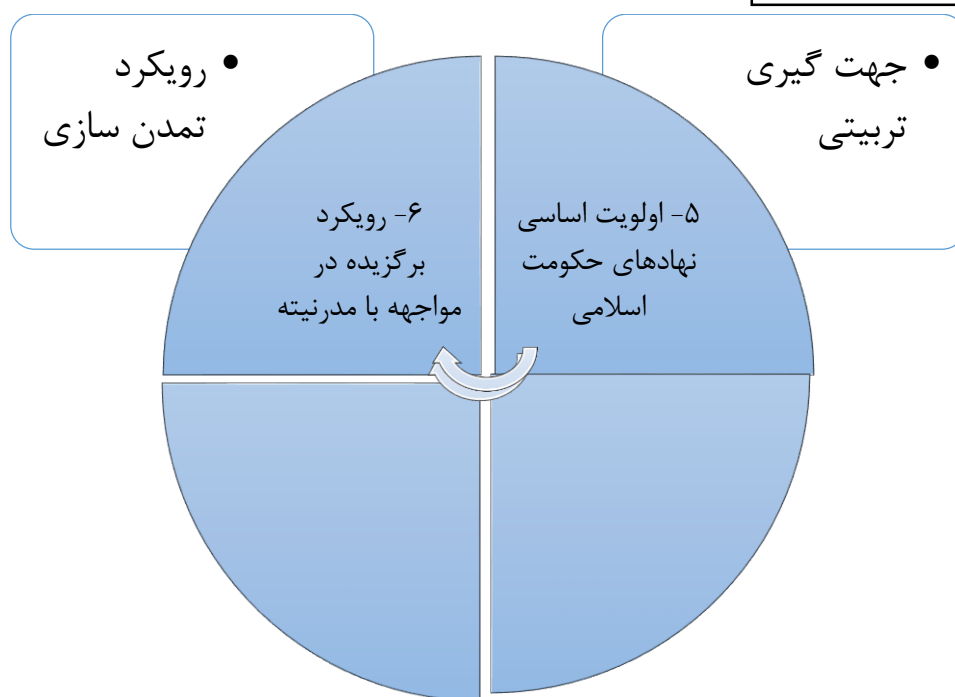 • جهت گیری
تربیتی
• رویکرد
تمدن سازی
۵- اولویت اساسی
نهادهای حکومت
اسلامی
۶- رویکرد
برگزیده در
مواجهه با مدرنیته